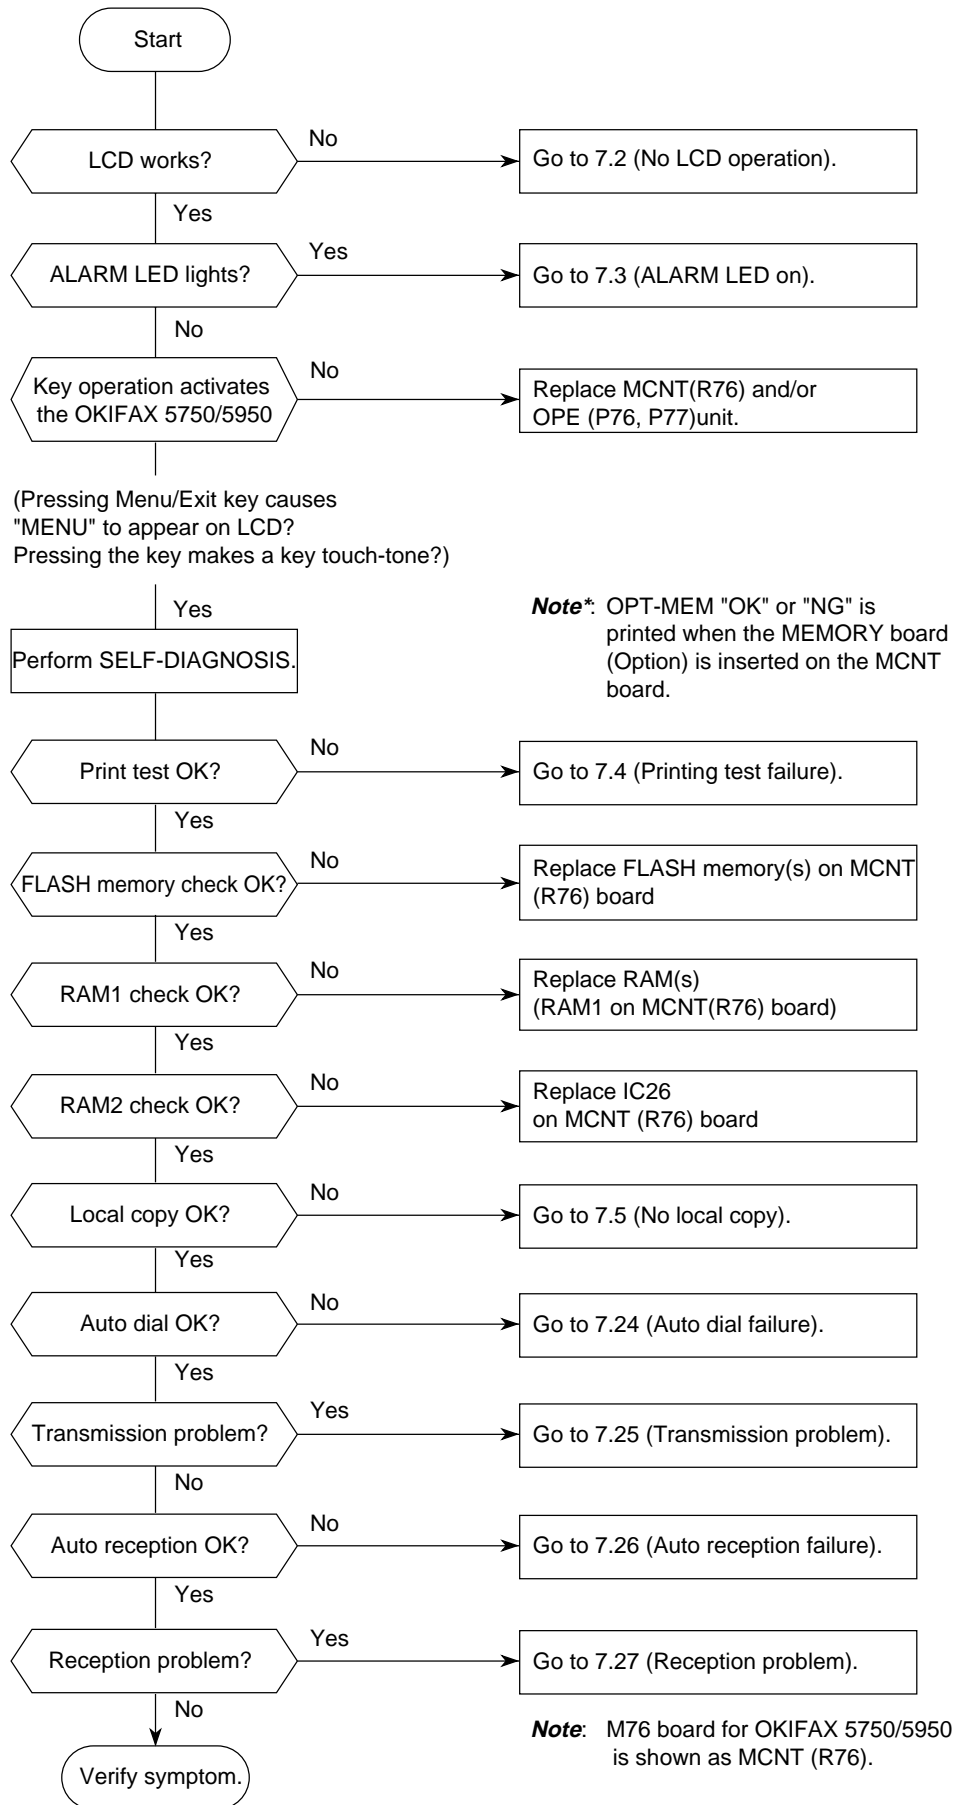 Start
No
LCD works?
Go to 7.2 (No LCD operation).
Yes
Yes
ALARM LED lights?
Go to 7.3 (ALARM LED on).
No
No
Key operation activates
the OKIFAX 5750/5950
Replace MCNT(R76) and/or
OPE (P76, P77)unit.
(Pressing Menu/Exit key causes
"MENU" to appear on LCD?
Pressing the key makes a key touch-tone?)
Yes
Note*: OPT-MEM "OK" or "NG" is
printed when the MEMORY board
(Option) is inserted on the MCNT
board.
Perform SELF-DIAGNOSIS.
No
Print test OK?
Go to 7.4 (Printing test failure).
Yes
No
FLASH memory check OK?
Replace FLASH memory(s) on MCNT
(R76) board
Yes
No
RAM1 check OK?
Replace RAM(s)
(RAM1 on MCNT(R76) board)
Yes
No
RAM2 check OK?
Replace IC26
on MCNT (R76) board
Yes
No
Local copy OK?
Go to 7.5 (No local copy).
Yes
No
Auto dial OK?
Go to 7.24 (Auto dial failure).
Yes
Yes
Transmission problem?
Go to 7.25 (Transmission problem).
No
No
Auto reception OK?
Go to 7.26 (Auto reception failure).
Yes
Yes
Reception problem?
Go to 7.27 (Reception problem).
No
Note: M76 board for OKIFAX 5750/5950
is shown as MCNT (R76).
Verify symptom.